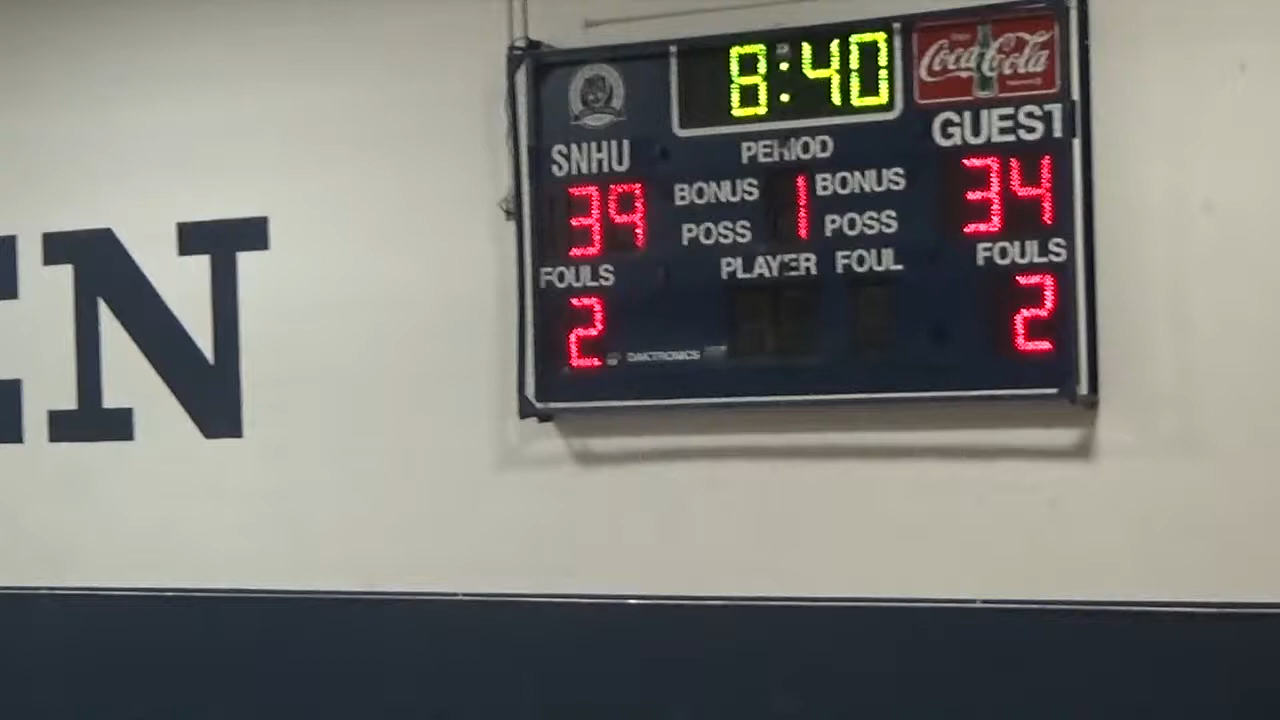 EN
8:40
Coca-Cola
SNHU
PERIOD
GUEST
39
BONUS
1
BONUS
34
POSS
POSS
FOULS
PLAYER FOUL
FOULS
2
2
DAKTRONICS